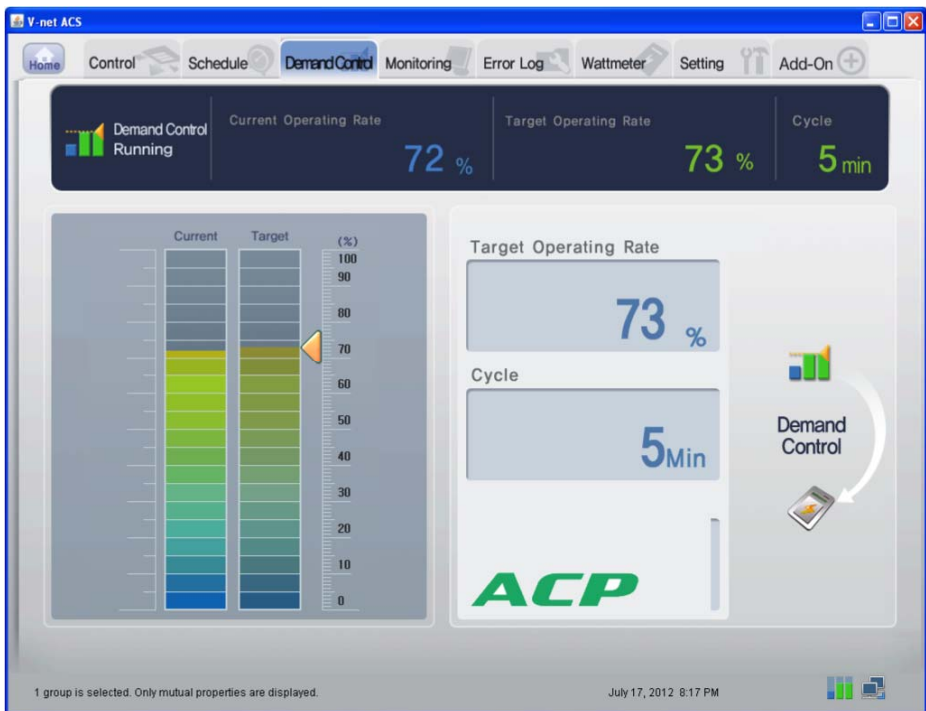 V-net ACS
Home Control Schedule Demand Control Monitoring Error Log Wattmeter Setting Add-On
Demand Control
Running
Current Operating Rate
72 %
Target Operating Rate
73 %
Cycle
5 min
Current Target (%)
100
90
80
70
60
50
40
30
20
10
0
Target Operating Rate
73 %
Cycle
5Min
ACP
Demand
Control
1 group is selected. Only mutual properties are displayed.
July 17, 2012 8:17 PM